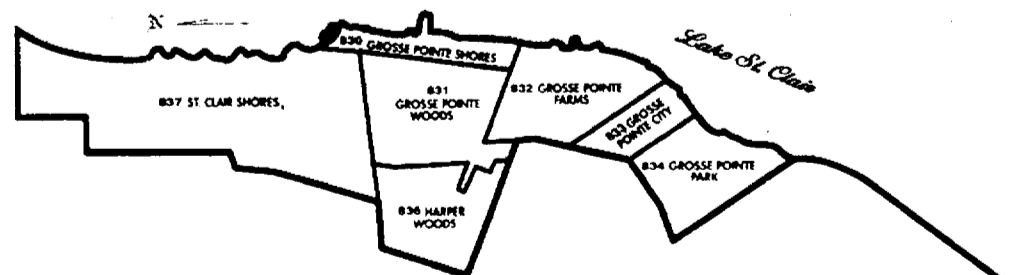 N
Lake St. Clair
830 GROSSE POINTE SHORES
837 ST CLAIR SHORES,
831
GROSSE POINTE
WOODS
832 GROSSE POINTE
FARMS
833 GROSSE
POINTE CITY
834 GROSSE POINTE
PARK
836 HARPER
WOODS